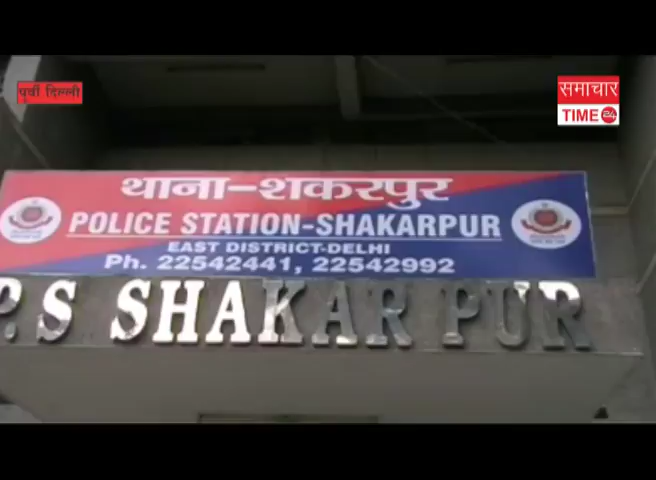 पूर्वी दिल्ली
समाचार
TIME 24
थाना-शकरपुर
POLICE STATION-SHAKARPUR
EAST DISTRICT-DELHI
Ph. 22542441, 22542992
P.S SHAKAR PUR